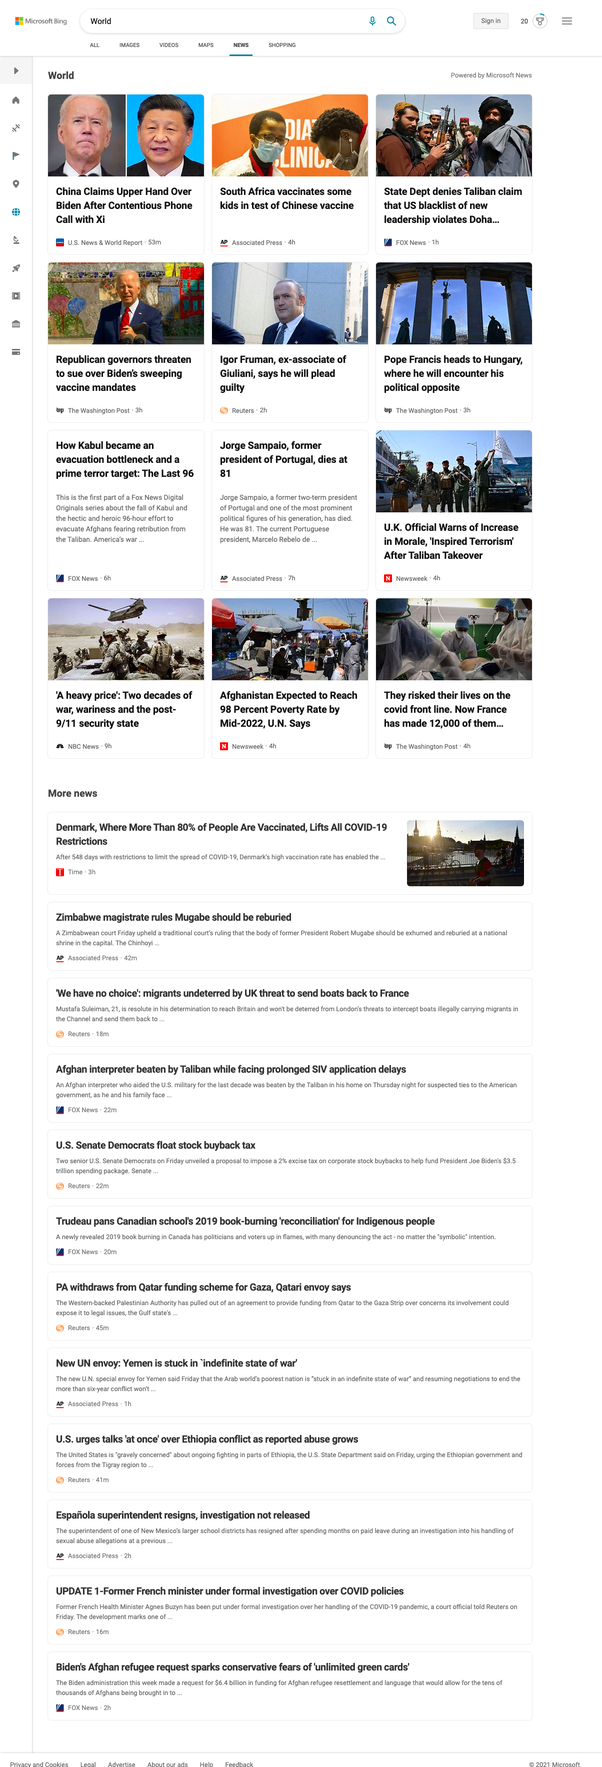 Microsoft Bing
World
Sign in
20
ALL
IMAGES
VIDEOS
MAPS
NEWS
SHOPPING
World
Powered by Microsoft News
China Claims Upper Hand Over
Biden After Contentious Phone
Call with Xi
U.S. News & World Report · 53m
DIA
CLINICA
South Africa vaccinates some
kids in test of Chinese vaccine
AP Associated Press · 4h
State Dept denies Taliban claim
that US blacklist of new
leadership violates Doha...
FOX News · 1h
Republican governors threaten
to sue over Biden's sweeping
vaccine mandates
wp The Washington Post · 3h
Igor Fruman, ex-associate of
Giuliani, says he will plead
guilty
Reuters · 2h
Pope Francis heads to Hungary,
where he will encounter his
political opposite
wp The Washington Post · 3h
How Kabul became an
evacuation bottleneck and a
prime terror target: The Last 96
This is the first part of a Fox News Digital
Originals series about the fall of Kabul and
the hectic and heroic 96-hour effort to
evacuate Afghans fearing retribution from
the Taliban. America's war ...
FOX News · 6h
Jorge Sampaio, former
president of Portugal, dies at
81
Jorge Sampaio, a former two-term president
of Portugal and one of the most prominent
political figures of his generation, has died.
He was 81. The current Portuguese
president, Marcelo Rebelo de ...
AP Associated Press · 7h
U.K. Official Warns of Increase
in Morale, 'Inspired Terrorism'
After Taliban Takeover
N Newsweek · 4h
'A heavy price': Two decades of
war, wariness and the post-
9/11 security state
NBC News · 9h
Afghanistan Expected to Reach
98 Percent Poverty Rate by
Mid-2022, U.N. Says
N Newsweek · 4h
They risked their lives on the
covid front line. Now France
has made 12,000 of them...
wp The Washington Post · 4h
More news
Denmark, Where More Than 80% of People Are Vaccinated, Lifts All COVID-19
Restrictions
After 548 days with restrictions to limit the spread of COVID-19, Denmark's high vaccination rate has enabled the ...
T Time · 3h
Zimbabwe magistrate rules Mugabe should be reburied
A Zimbabwean court Friday upheld a traditional court's ruling that the body of former President Robert Mugabe should be exhumed and reburied at a national
shrine in the capital. The Chinhoyi ...
AP Associated Press · 42m
'We have no choice': migrants undeterred by UK threat to send boats back to France
Mustafa Suleiman, 21, is resolute in his determination to reach Britain and won't be deterred from London's threats to intercept boats illegally carrying migrants in
the Channel and send them back to ...
Reuters · 18m
Afghan interpreter beaten by Taliban while facing prolonged SIV application delays
An Afghan interpreter who aided the U.S. military for the last decade was beaten by the Taliban in his home on Thursday night for suspected ties to the American
government, as he and his family face ...
FOX News · 22m
U.S. Senate Democrats float stock buyback tax
Two senior U.S. Senate Democrats on Friday unveiled a proposal to impose a 2% excise tax on corporate stock buybacks to help fund President Joe Biden's $3.5
trillion spending package. Senate ...
Reuters · 22m
Trudeau pans Canadian school's 2019 book-burning 'reconciliation' for Indigenous people
A newly revealed 2019 book burning in Canada has politicians and voters up in flames, with many denouncing the act - no matter the "symbolic" intention.
FOX News · 20m
PA withdraws from Qatar funding scheme for Gaza, Qatari envoy says
The Western-backed Palestinian Authority has pulled out of an agreement to provide funding from Qatar to the Gaza Strip over concerns its involvement could
expose it to legal issues, the Gulf state's ...
Reuters · 45m
New UN envoy: Yemen is stuck in `indefinite state of war'
The new U.N. special envoy for Yemen said Friday that the Arab world's poorest nation is "stuck in an indefinite state of war" and resuming negotiations to end the
more than six-year conflict won't ...
AP Associated Press · 1h
U.S. urges talks 'at once' over Ethiopia conflict as reported abuse grows
The United States is "gravely concerned" about ongoing fighting in parts of Ethiopia, the U.S. State Department said on Friday, urging the Ethiopian government and
forces from the Tigray region to ...
Reuters · 41m
Española superintendent resigns, investigation not released
The superintendent of one of New Mexico's larger school districts has resigned after spending months on paid leave during an investigation into his handling of
sexual abuse allegations at a previous ...
AP Associated Press · 2h
UPDATE 1-Former French minister under formal investigation over COVID policies
Former French Health Minister Agnes Buzyn has been put under formal investigation over her handling of the COVID-19 pandemic, a court official told Reuters on
Friday. The development marks one of ...
Reuters · 16m
Biden's Afghan refugee request sparks conservative fears of 'unlimited green cards'
The Biden administration this week made a request for $6.4 billion in funding for Afghan refugee resettlement and language that would allow for the tens of
thousands of Afghans being brought in to ...
FOX News · 2h
Privacy and Cookies
Legal
Advertise
About our ads
Help
Feedback
© 2021 Microsoft